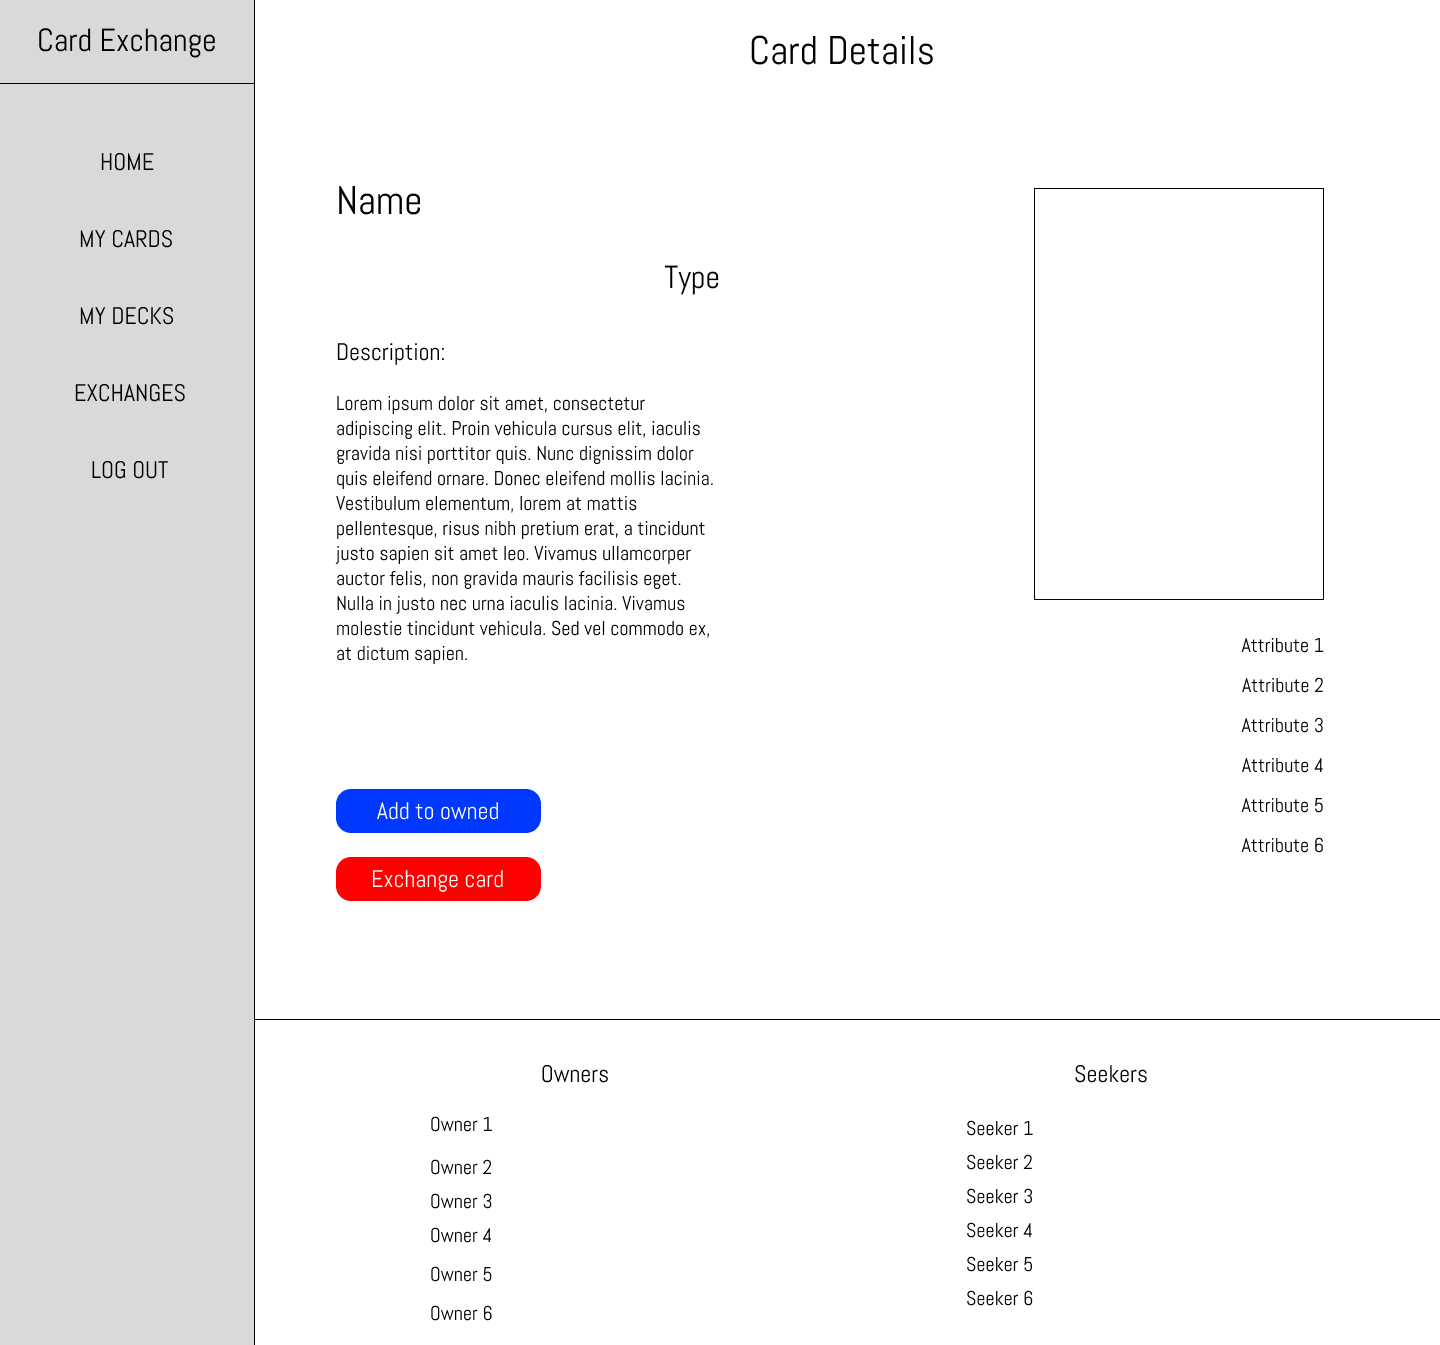 Card Exchange
HOME
MY CARDS
MY DECKS
EXCHANGES
LOG OUT
Card Details
Name
Type
Description:
Lorem ipsum dolor sit amet, consectetur
adipiscing elit. Proin vehicula cursus elit, iaculis
gravida nisi porttitor quis. Nunc dignissim dolor
quis eleifend ornare. Donec eleifend mollis lacinia.
Vestibulum elementum, lorem at mattis
pellentesque, risus nibh pretium erat, a tincidunt
justo sapien sit amet leo. Vivamus ullamcorper
auctor felis, non gravida mauris facilisis eget.
Nulla in justo nec urna iaculis lacinia. Vivamus
molestie tincidunt vehicula. Sed vel commodo ex,
at dictum sapien.
Add to owned
Exchange card
Attribute 1
Attribute 2
Attribute 3
Attribute 4
Attribute 5
Attribute 6
Owners
Owner 1
Owner 2
Owner 3
Owner 4
Owner 5
Owner 6
Seekers
Seeker 1
Seeker 2
Seeker 3
Seeker 4
Seeker 5
Seeker 6